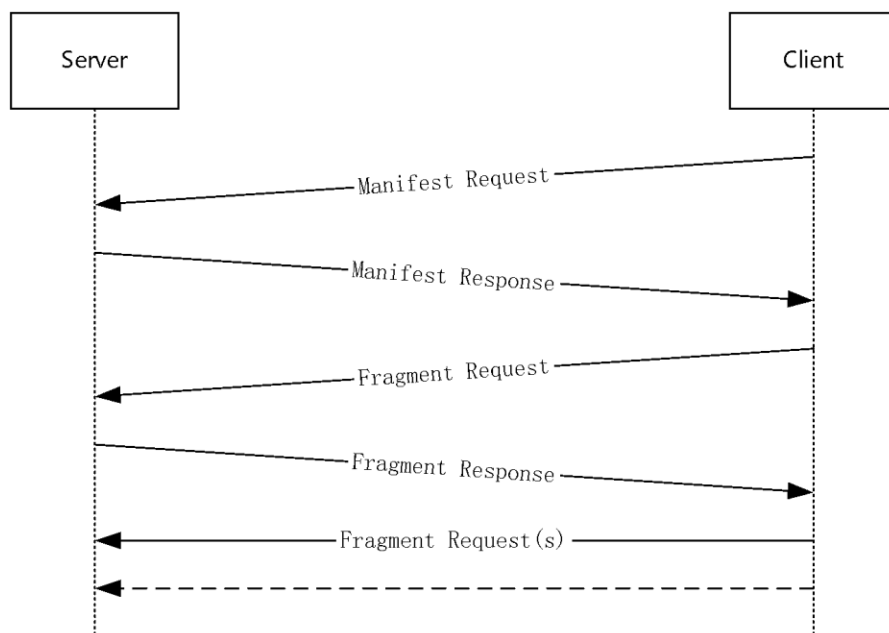 Server
Client
Manifest Request
Manifest Response
Fragment Request
Fragment Response
Fragment Request(s)